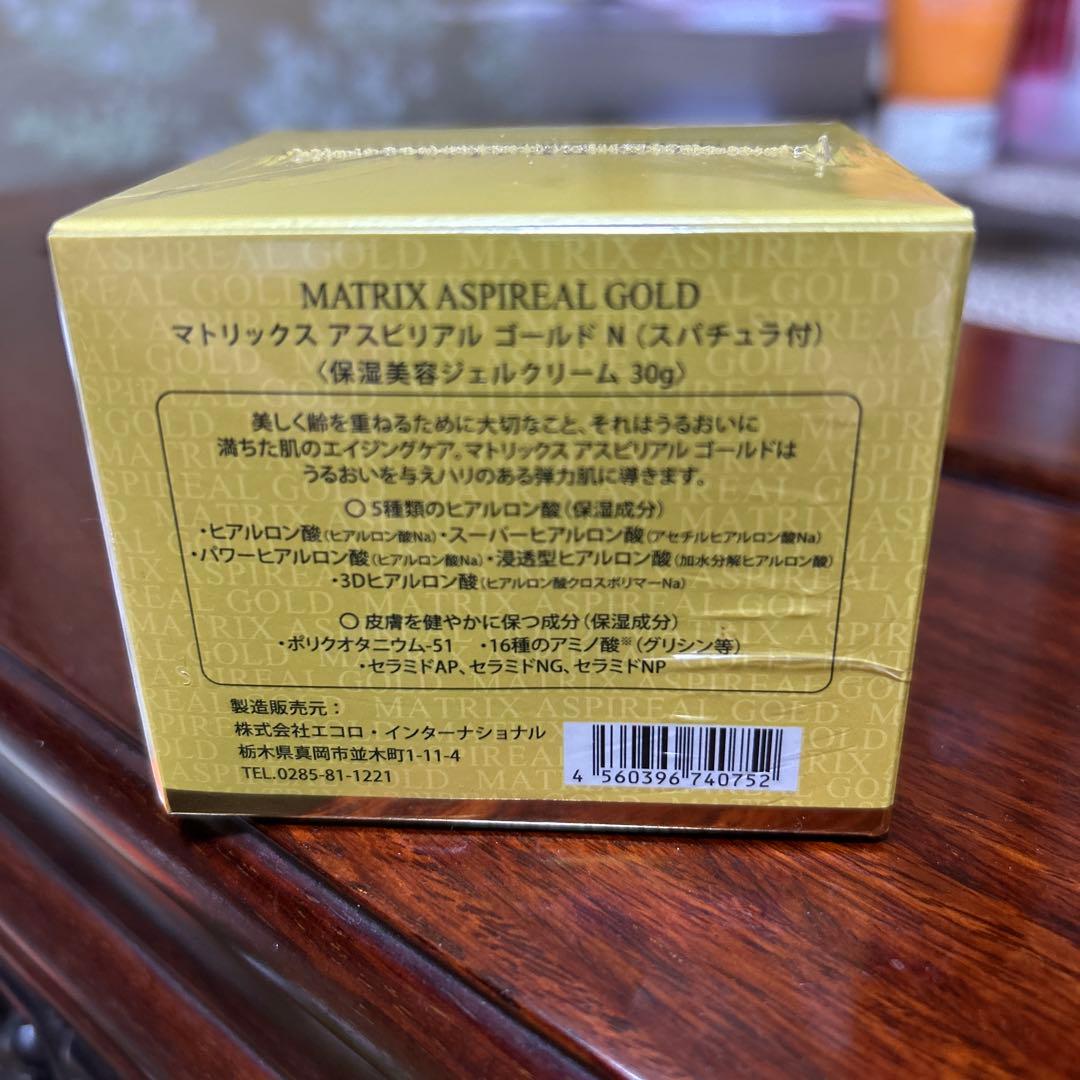 MATRIX ASPIREAL GOLD
マトリックス アスピリアル ゴールド N（スパチュラ付）
〈保湿美容ジェルクリーム 30g〉
美しく齢を重ねるために大切なこと、それはうるおいに
満ちた肌のエイジングケア。マトリックス アスピリアル ゴールドは
うるおいを与えハリのある弾力肌に導きます。
〇 5種類のヒアルロン酸（保湿成分）
・ヒアルロン酸（ヒアルロン酸Na）・スーパーヒアルロン酸（アセチルヒアルロン酸Na）
・パワーヒアルロン酸（ヒアルロン酸Na）・浸透型ヒアルロン酸（加水分解ヒアルロン酸）
・3Dヒアルロン酸（ヒアルロン酸クロスポリマーNa）
〇 皮膚を健やかに保つ成分（保湿成分）
・ポリクオタニウム-51 ・16種のアミノ酸※（グリシン等）
・セラミドAP、セラミドNG、セラミドNP
製造販売元：
株式会社エコロ・インターナショナル
栃木県真岡市並木町1-11-4
TEL.0285-81-1221
4 560396 740752